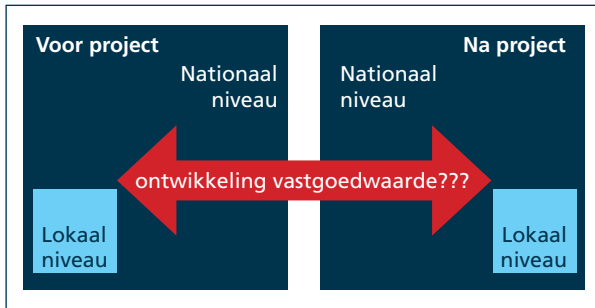 Voor project
Nationaal
niveau
Lokaal
niveau
ontwikkeling vastgoedwaarde???
Na project
Nationaal
niveau
Lokaal
niveau